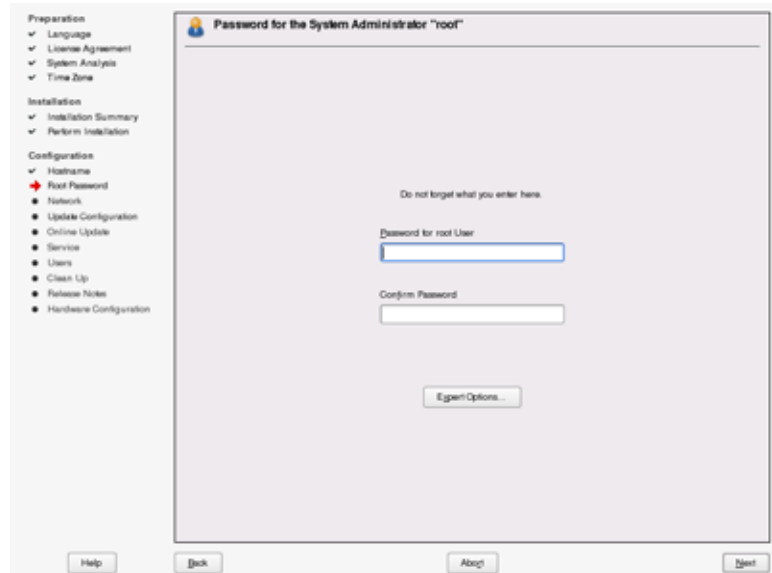 Preparation
Language
License Agreement
System Analysis
Time Zone
Installation
Installation Summary
Perform Installation
Configuration
Hostname
Root Password
Network
Update Configuration
Online Update
Service
Users
Clean Up
Release Notes
Hardware Configuration
Password for the System Administrator "root"
Do not forget what you enter here.
Password for root User
Confirm Password
Expert Options...
Help
Back
Abort
Next